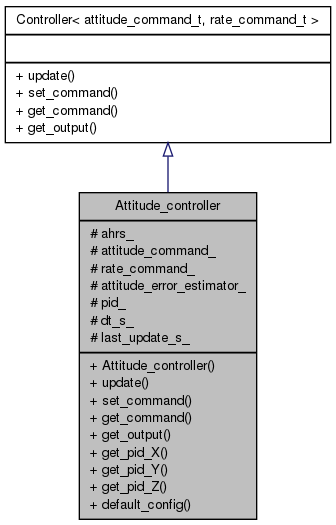 Controller< attitude_command_t, rate_command_t >
+ update()
+ set_command()
+ get_command()
+ get_output()
Attitude_controller
# ahrs_
# attitude_command_
# rate_command_
# attitude_error_estimator_
# pid_
# dt_s_
# last_update_s_
+ Attitude_controller()
+ update()
+ set_command()
+ get_command()
+ get_output()
+ get_pid_X()
+ get_pid_Y()
+ get_pid_Z()
+ default_config()